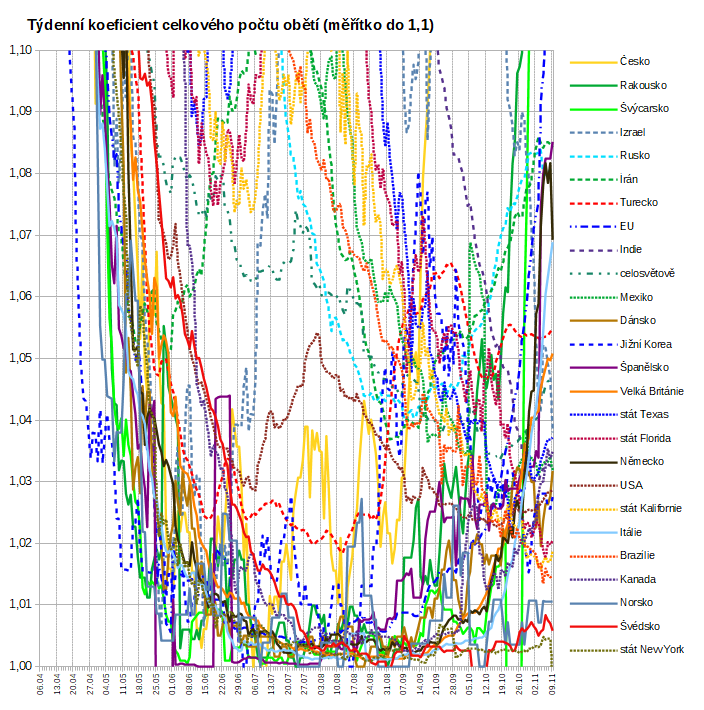 Týdenní koeficient celkového počtu obětí (měřítko do 1,1)
1,10
1,09
1,08
1,07
1,06
1,05
1,04
1,03
1,02
1,01
1,00
06.04
13.04
20.04
27.04
04.05
11.05
18.05
25.05
01.06
08.06
15.06
22.06
29.06
06.07
13.07
20.07
27.07
03.08
10.08
17.08
24.08
31.08
07.09
14.09
21.09
28.09
05.10
12.10
19.10
26.10
02.11
09.11
Česko
Rakousko
Švýcarsko
Izrael
Rusko
Irán
Turecko
EU
Indie
celosvětově
Mexiko
Dánsko
Jižní Korea
Španělsko
Velká Británie
stát Texas
stát Florida
Německo
USA
stát Kalifornie
Itálie
Brazilie
Kanada
Norsko
Švédsko
stát New York